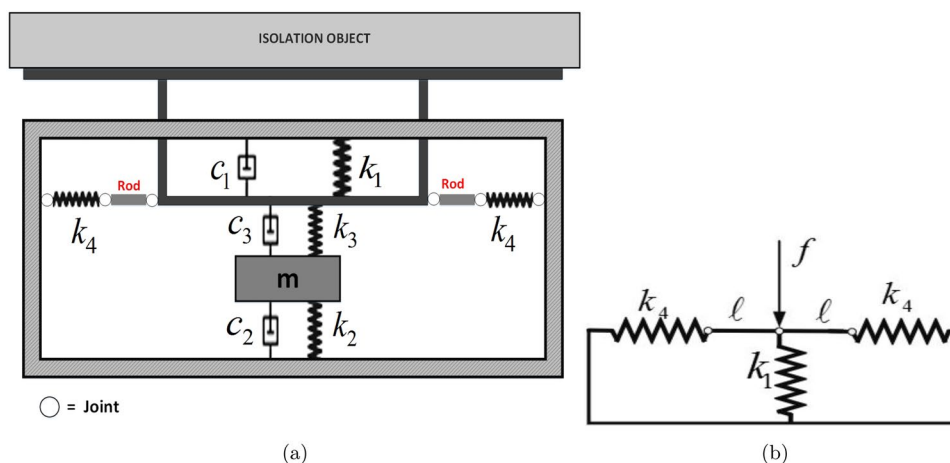 ISOLATION OBJECT
c₁
k₁
Rod
Rod
k₄
k₄
c₃
k₃
m
c₂
k₂
= Joint
(a)
f
k₄
ℓ
ℓ
k₄
k₁
(b)